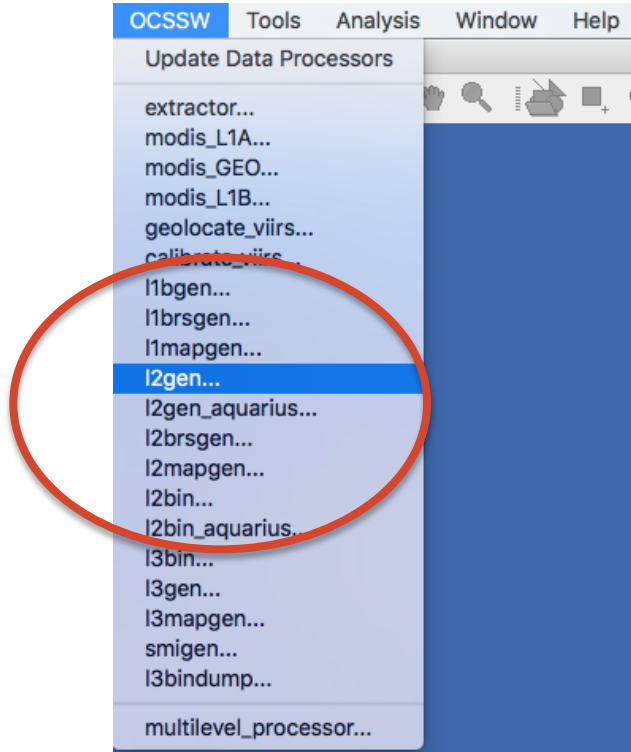 OCSSW Tools Analysis Window Help
Update Data Processors
extractor...
modis_L1A...
modis_GEO...
modis_L1B...
geolocate_viirs...
calibrate_viirs...
l1bgen...
l1brsgen...
l1mapgen...
l2gen...
l2gen_aquarius...
l2brsgen...
l2mapgen...
l2bin...
l2bin_aquarius...
l3bin...
l3gen...
l3mapgen...
smigen...
l3bindump...
multilevel_processor...